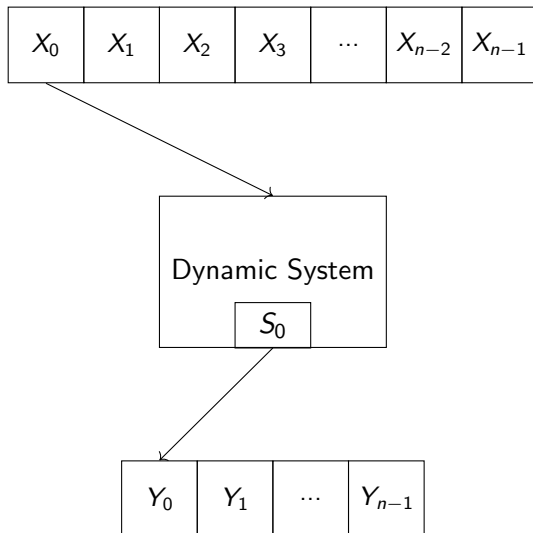 X₀ X₁ X₂ X₃ ... Xₙ₋₂ Xₙ₋₁
Dynamic System
S₀
Y₀ Y₁ ... Yₙ₋₁